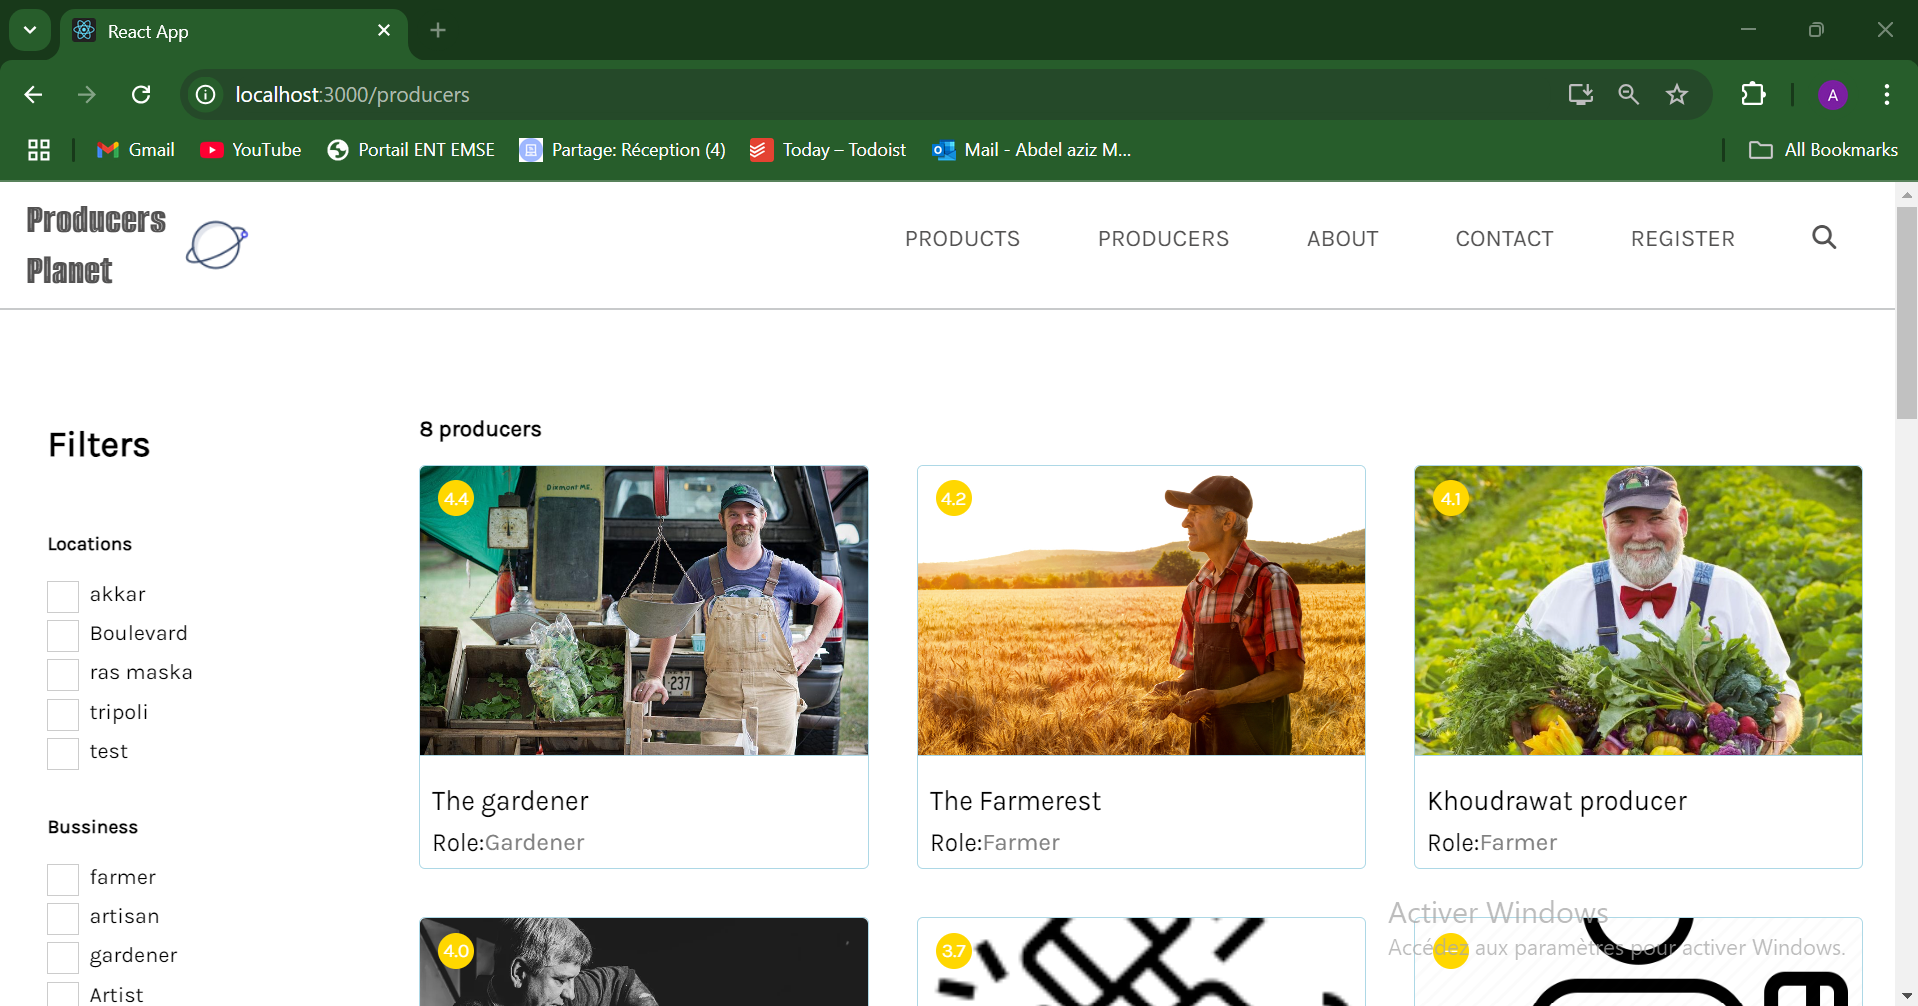 React App
localhost:3000/producers
A
Gmail
YouTube
Portail ENT EMSE
Partage: Réception (4)
Today – Todoist
Mail - Abdel aziz M...
All Bookmarks
Producers
Planet
PRODUCTS
PRODUCERS
ABOUT
CONTACT
REGISTER
Filters
Locations
akkar
Boulevard
ras maska
tripoli
test
Bussiness
farmer
artisan
gardener
Artist
8 producers
4.4
Dixmont ME.
-237
The gardener
Role:Gardener
4.2
The Farmerest
Role:Farmer
4.1
Khoudrawat producer
Role:Farmer
4.0
3.7
Activer Windows
Accédez aux paramètres pour activer Windows.